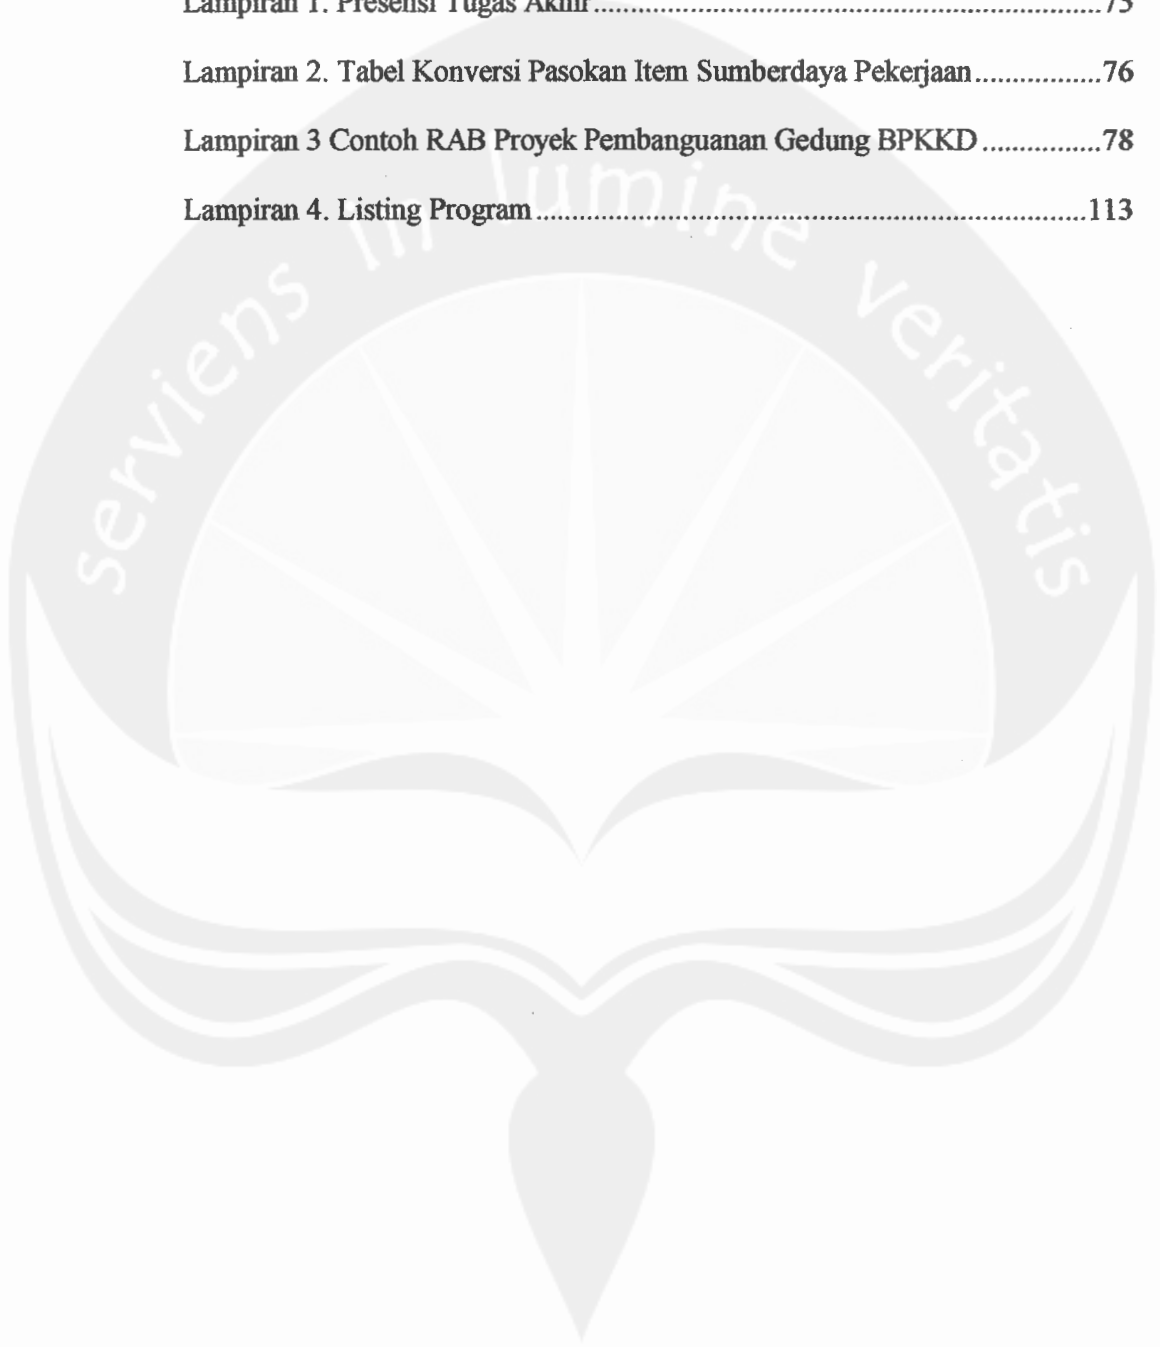 Lampiran 1. Presensi Tugas Akhir.....................................................................75
Lampiran 2. Tabel Konversi Pasokan Item Sumberdaya Pekerjaan.................76
Lampiran 3 Contoh RAB Proyek Pembanguanan Gedung BPKKD................78
Lampiran 4. Listing Program..........................................................................113
serviens in lumine veritatis